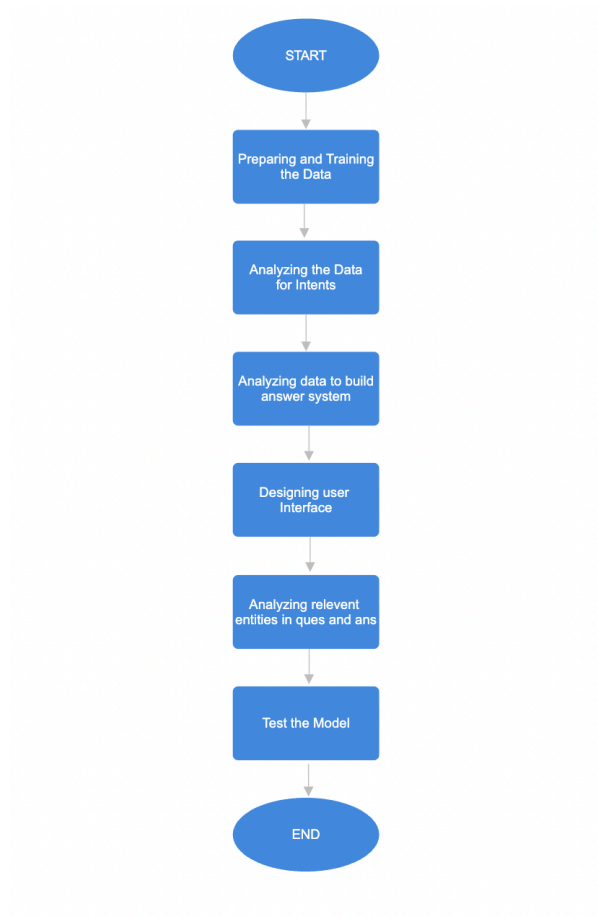 START
Preparing and Training
the Data
Analyzing the Data
for Intents
Analyzing data to build
answer system
Designing user
Interface
Analyzing relevent
entities in ques and ans
Test the Model
END